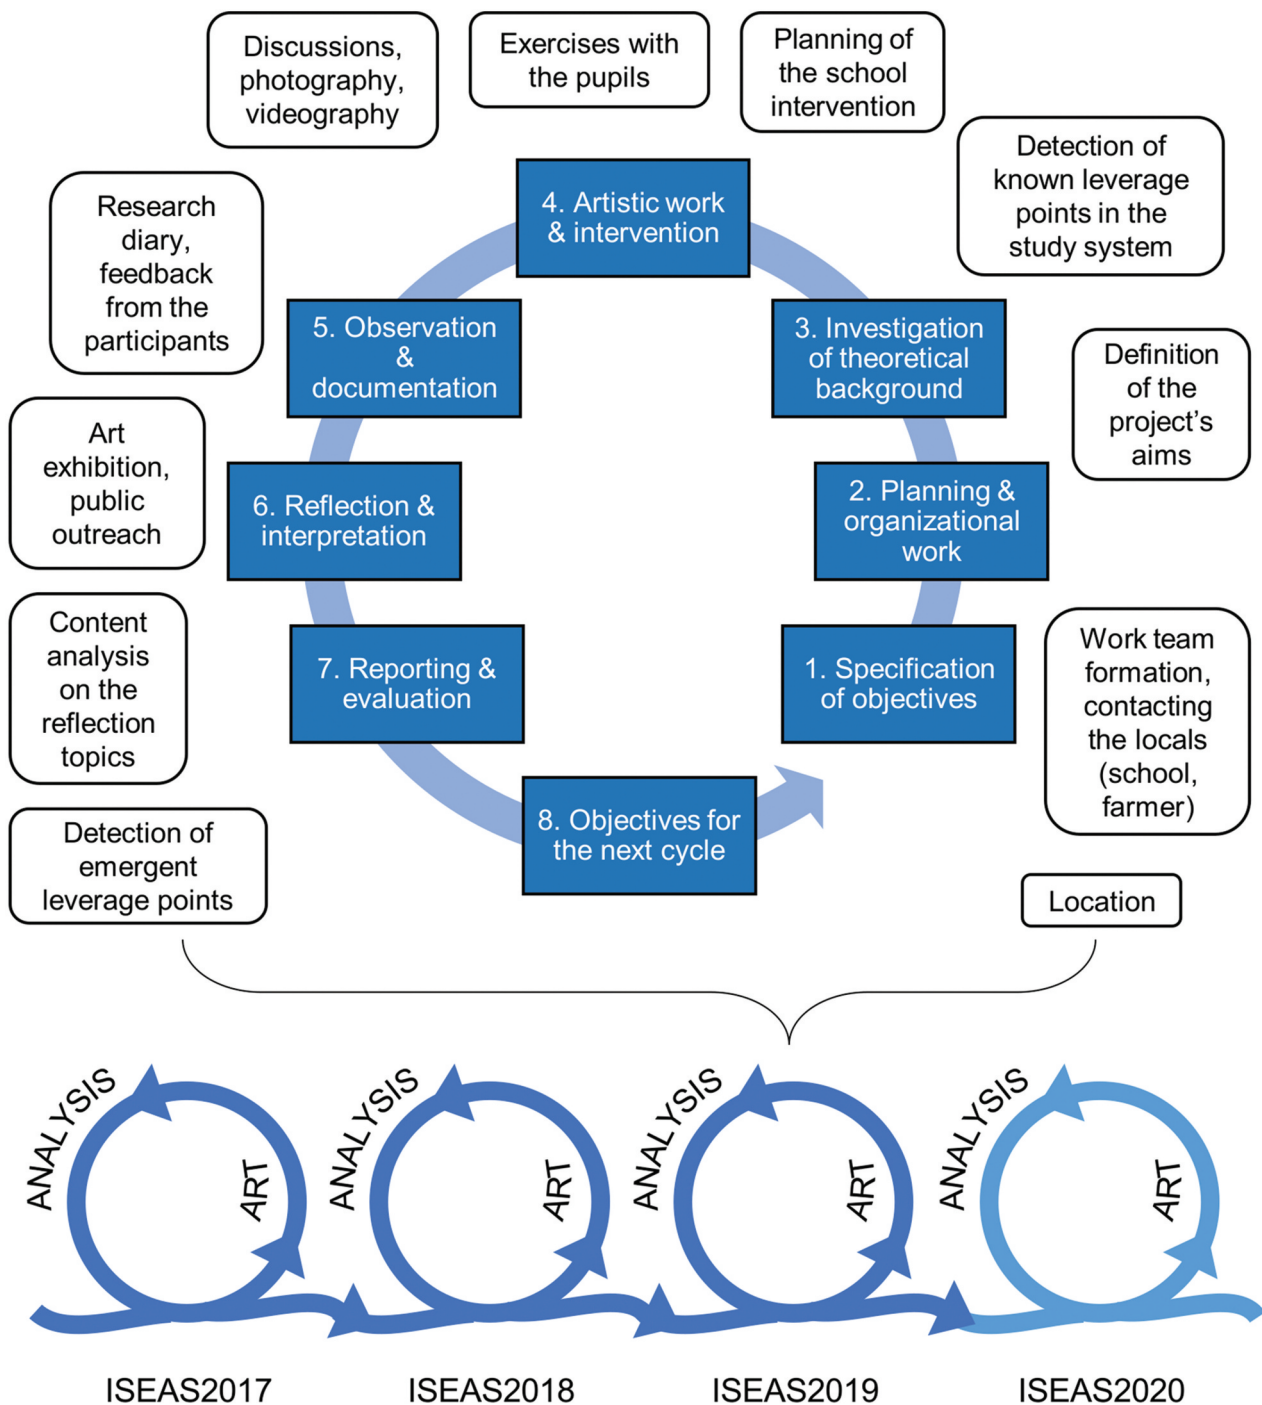 Discussions,
photography,
videography
Exercises with
the pupils
Planning of
the school
intervention
Detection of
known leverage
points in the
study system
Research
diary,
feedback
from the
participants
4. Artistic work
& intervention
5. Observation
&
documentation
3. Investigation
of theoretical
background
Definition
of the
project’s
aims
Art
exhibition,
public
outreach
6. Reflection &
interpretation
2. Planning &
organizational
work
Content
analysis
on the
reflection
topics
7. Reporting &
evaluation
1. Specification
of objectives
Work team
formation,
contacting
the locals
(school,
farmer)
Detection of
emergent
leverage points
8. Objectives for
the next cycle
Location
ANALYSIS
ART
ANALYSIS
ART
ANALYSIS
ART
ANALYSIS
ART
ISEAS2017
ISEAS2018
ISEAS2019
ISEAS2020